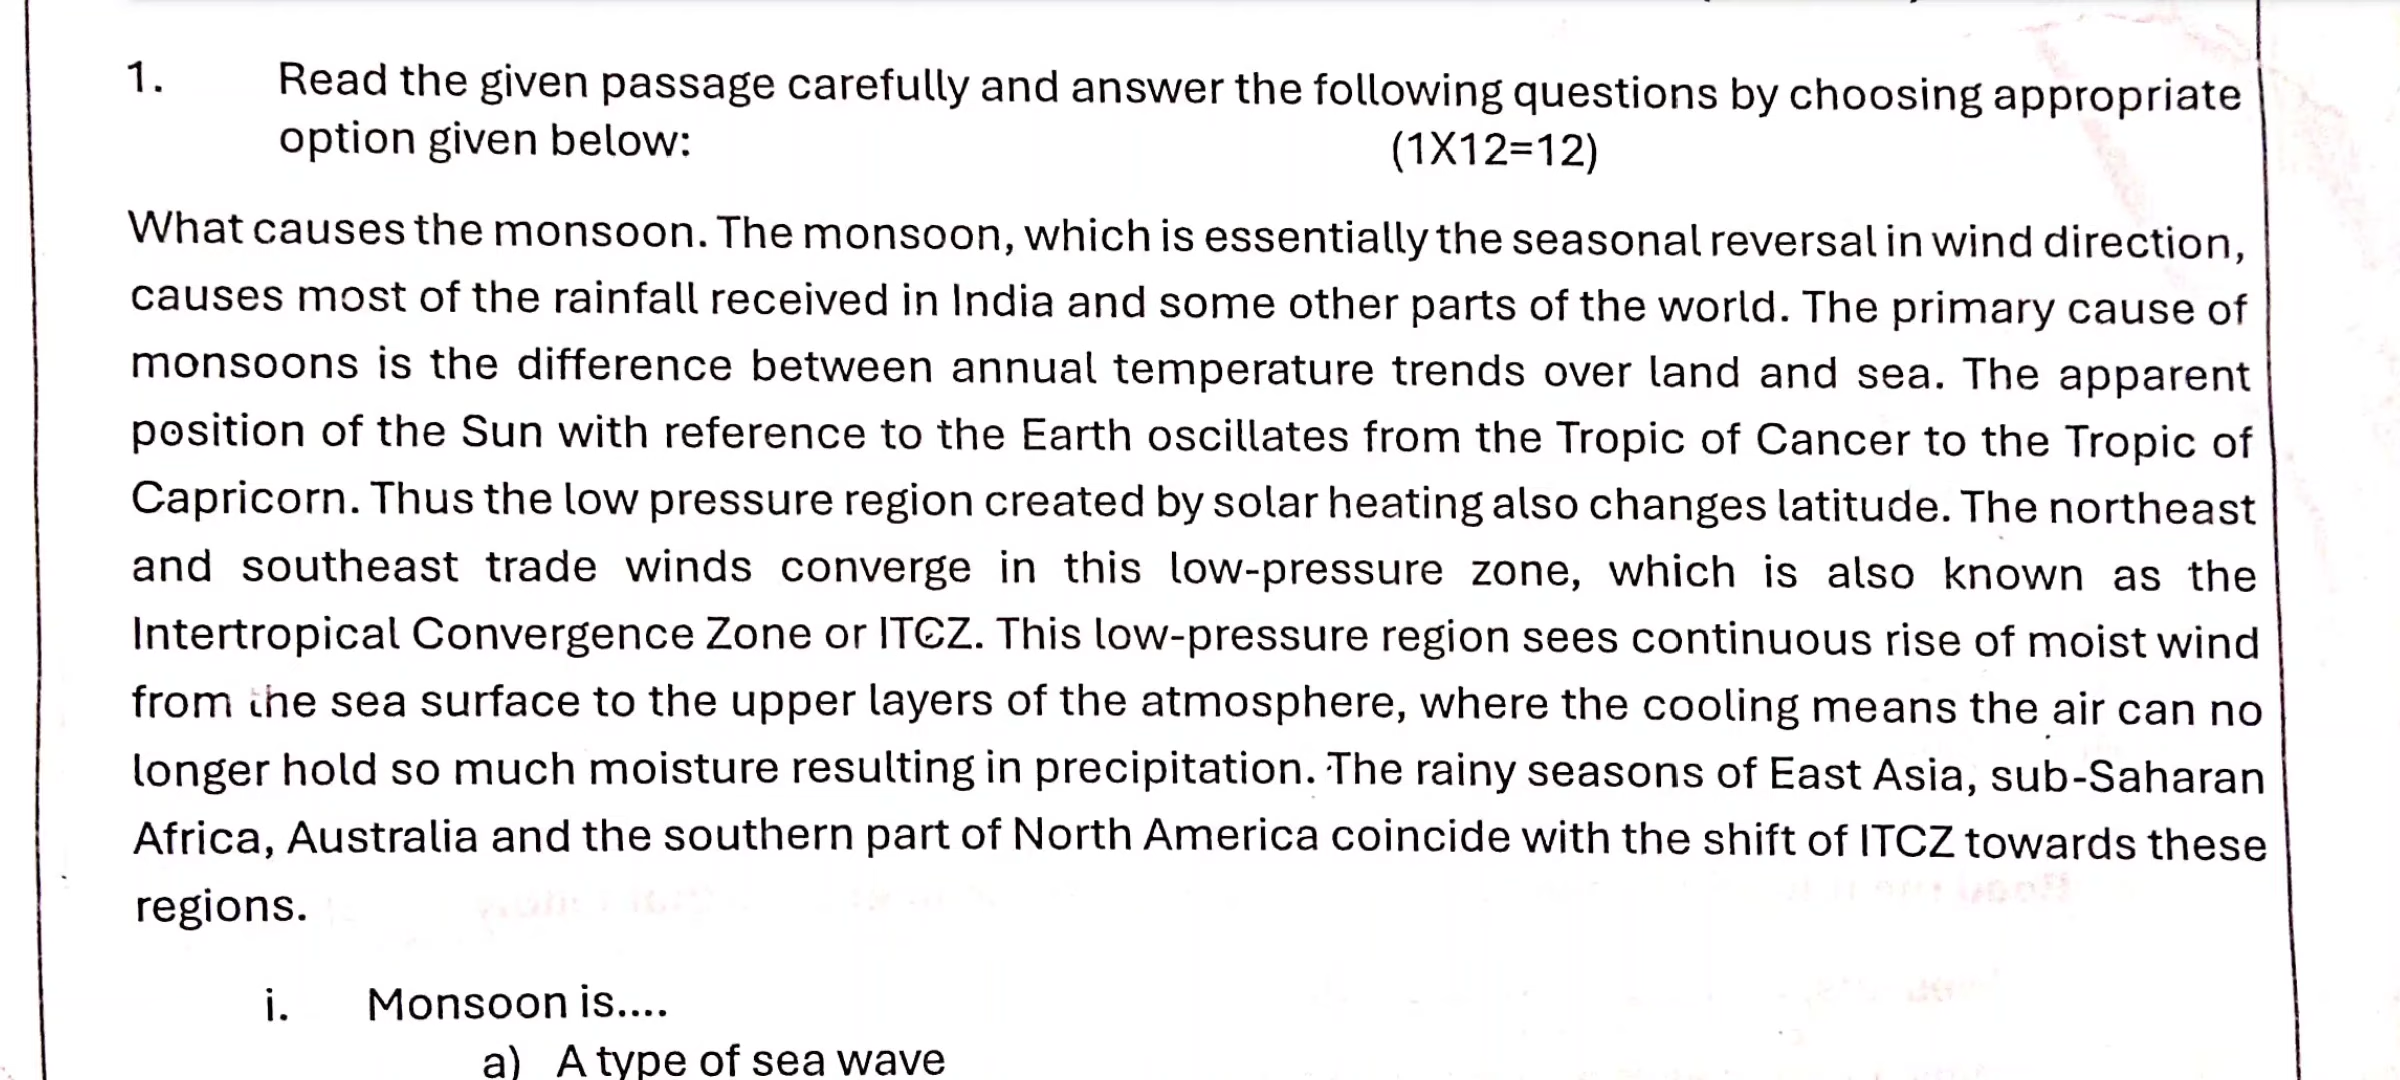 1. Read the given passage carefully and answer the following questions by choosing appropriate
option given below: (1X12=12)
What causes the monsoon. The monsoon, which is essentially the seasonal reversal in wind direction,
causes most of the rainfall received in India and some other parts of the world. The primary cause of
monsoons is the difference between annual temperature trends over land and sea. The apparent
position of the Sun with reference to the Earth oscillates from the Tropic of Cancer to the Tropic of
Capricorn. Thus the low pressure region created by solar heating also changes latitude. The northeast
and southeast trade winds converge in this low-pressure zone, which is also known as the
Intertropical Convergence Zone or ITCZ. This low-pressure region sees continuous rise of moist wind
from the sea surface to the upper layers of the atmosphere, where the cooling means the air can no
longer hold so much moisture resulting in precipitation. The rainy seasons of East Asia, sub-Saharan
Africa, Australia and the southern part of North America coincide with the shift of ITCZ towards these
regions.
i. Monsoon is....
a) A type of sea wave